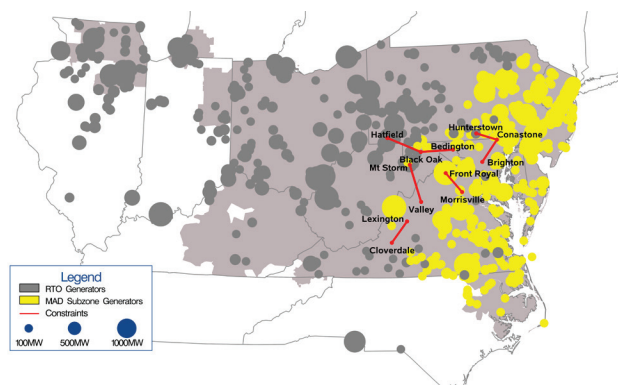 Hunterstown
Hatfield
Conastone
Bedington
Black Oak
Brighton
Mt Storm
Front Royal
Morrisville
Valley
Lexington
Cloverdale
Legend
RTO Generators
MAD Subzone Generators
Constraints
100MW 500MW 1000MW